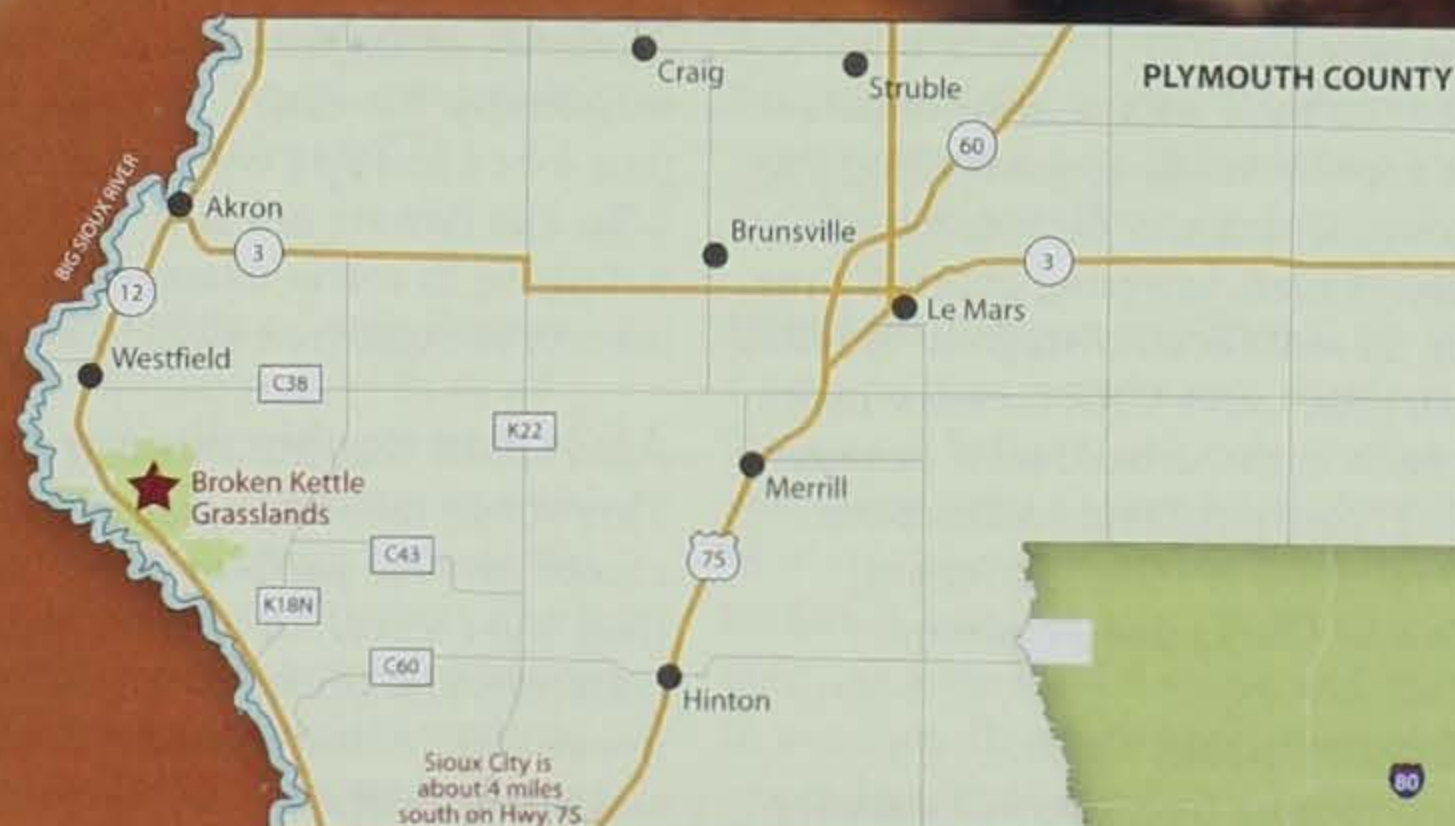 Craig
Struble
PLYMOUTH COUNTY
60
BIG SIOUX RIVER
Akron
3
Brunsville
3
12
Le Mars
Westfield
C38
K22
Broken Kettle
Grasslands
Merrill
C43
75
K18N
C60
Hinton
Sioux City is
about 4 miles
south on Hwy. 75
80